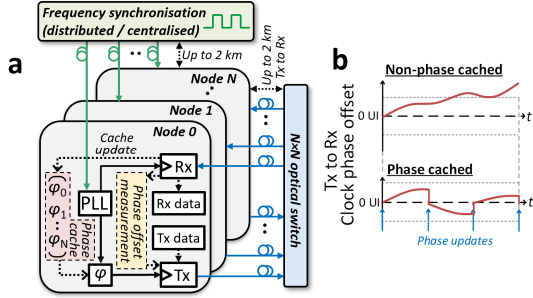 Frequency synchronisation
(distributed / centralised)
a
Up to 2 km
Up to 2 km
Tx to Rx
Node N
Node 1
Node 0
Cache
update
Rx
φ0
φ1
φN
Phase
cache
PLL
Phase offset
measurement
Rx data
Tx data
φ
Tx
N×N optical switch
b
Non-phase cached
Tx to Rx
Clock phase offset
0 UI
t
Phase cached
0 UI
t
Phase updates